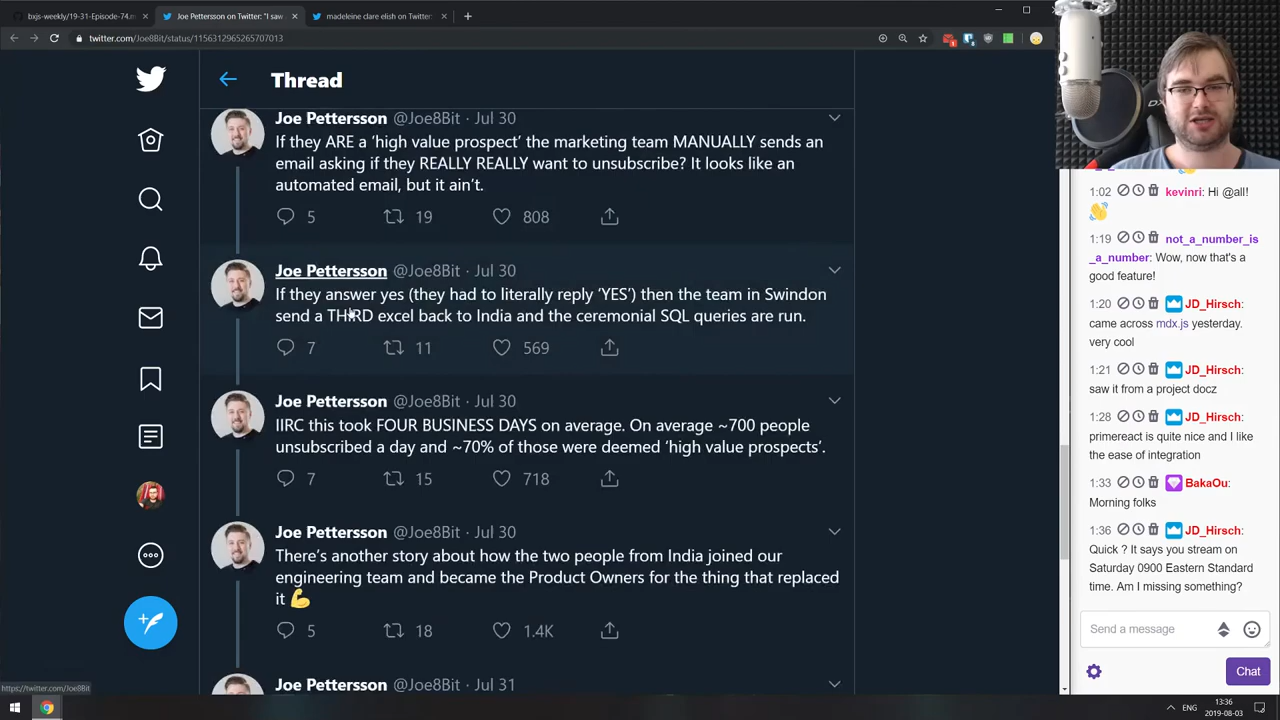 bxjs-weekly/19-31-Episode-74.m
Joe Pettersson on Twitter: "I saw
madeleine clare elish on Twitter:
twitter.com/Joe8Bit/status/1156312965265707013
Thread
Joe Pettersson @Joe8Bit · Jul 30
If they ARE a ‘high value prospect’ the marketing team MANUALLY sends an
email asking if they REALLY REALLY want to unsubscribe? It looks like an
automated email, but it ain’t.
5 19 808
Joe Pettersson @Joe8Bit · Jul 30
If they answer yes (they had to literally reply ‘YES’) then the team in Swindon
send a THIRD excel back to India and the ceremonial SQL queries are run.
7 11 569
Joe Pettersson @Joe8Bit · Jul 30
IIRC this took FOUR BUSINESS DAYS on average. On average ~700 people
unsubscribed a day and ~70% of those were deemed ‘high value prospects’.
7 15 718
Joe Pettersson @Joe8Bit · Jul 30
There’s another story about how the two people from India joined our
engineering team and became the Product Owners for the thing that replaced
it 💪
5 18 1.4K
Joe Pettersson @Joe8Bit · Jul 31
https://twitter.com/Joe8Bit
1:02 kevinri: Hi @all!
1:19 not_a_number_is
_a_number: Wow, now that's a
good feature!
1:20 JD_Hirsch:
came across mdx.js yesterday.
very cool
1:21 JD_Hirsch:
saw it from a project docz
1:28 JD_Hirsch:
primereact is quite nice and I like
the ease of integration
1:33 BakaOu:
Morning folks
1:36 JD_Hirsch:
Quick ? It says you stream on
Saturday 0900 Eastern Standard
time. Am I missing something?
Send a message
Chat
ENG
13:36
2019-08-03